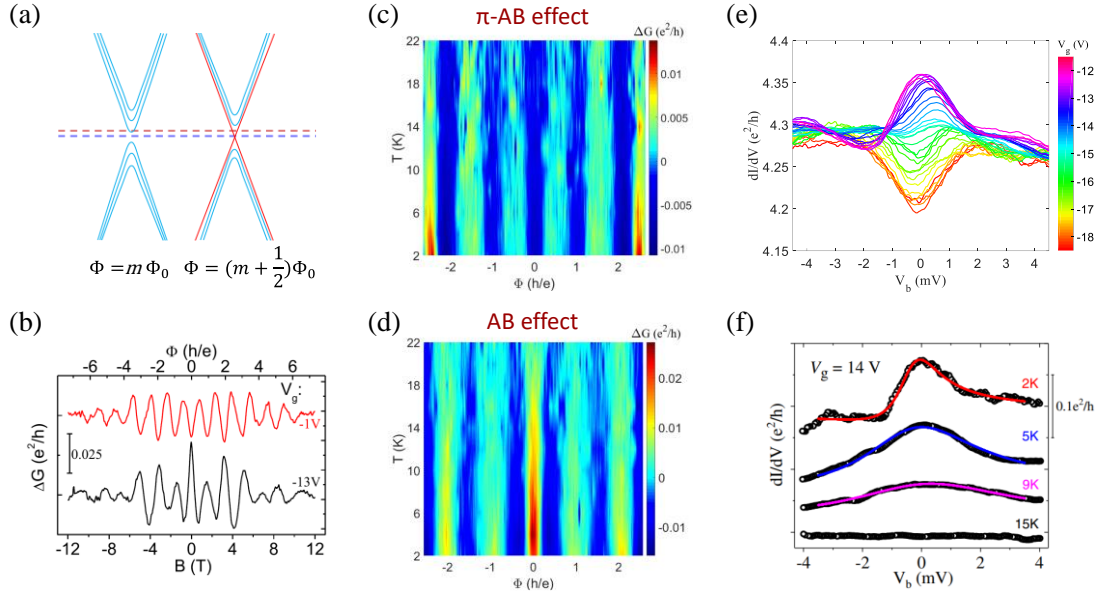 (a)
Φ =m Φ₀
Φ = (m + 1/2)Φ₀
(b)
Φ (h/e)
-6 -4 -2 0 2 4 6
V_g:
-1V
0.025
-13V
ΔG (e²/h)
-12 -8 -4 0 4 8 12
B (T)
(c)
π-AB effect
ΔG (e²/h)
22
18
14
10
6
2
T (K)
-2 -1 0 1 2
Φ (h/e)
0.01
0.005
0
-0.005
-0.01
(d)
AB effect
ΔG (e²/h)
22
18
14
10
6
2
T (K)
-2 -1 0 1 2
Φ (h/e)
0.02
0.01
0
-0.01
(e)
4.4
4.35
4.3
4.25
4.2
4.15
dI/dV (e²/h)
-4 -3 -2 -1 0 1 2 3 4
V_b (mV)
V_g (V)
-12
-13
-14
-15
-16
-17
-18
(f)
V_g = 14 V
2K
0.1e²/h
5K
9K
15K
dI/dV (e²/h)
-4 -2 0 2 4
V_b (mV)